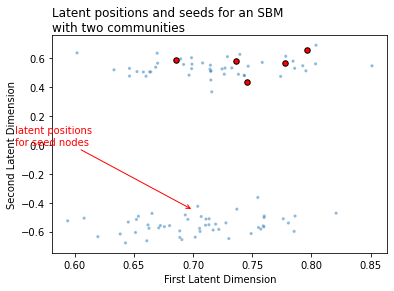 Latent positions and seeds for an SBM
with two communities
0.6
0.4
0.2
latent positions
for seed nodes
0.0
−0.2
−0.4
−0.6
Second Latent Dimension
0.60 0.65 0.70 0.75 0.80 0.85
First Latent Dimension